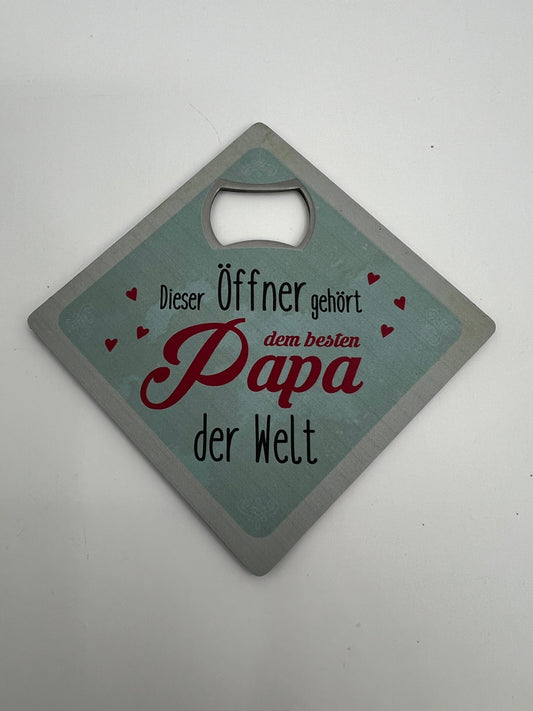 Dieser Öffner gehört
dem besten
Papa
der Welt